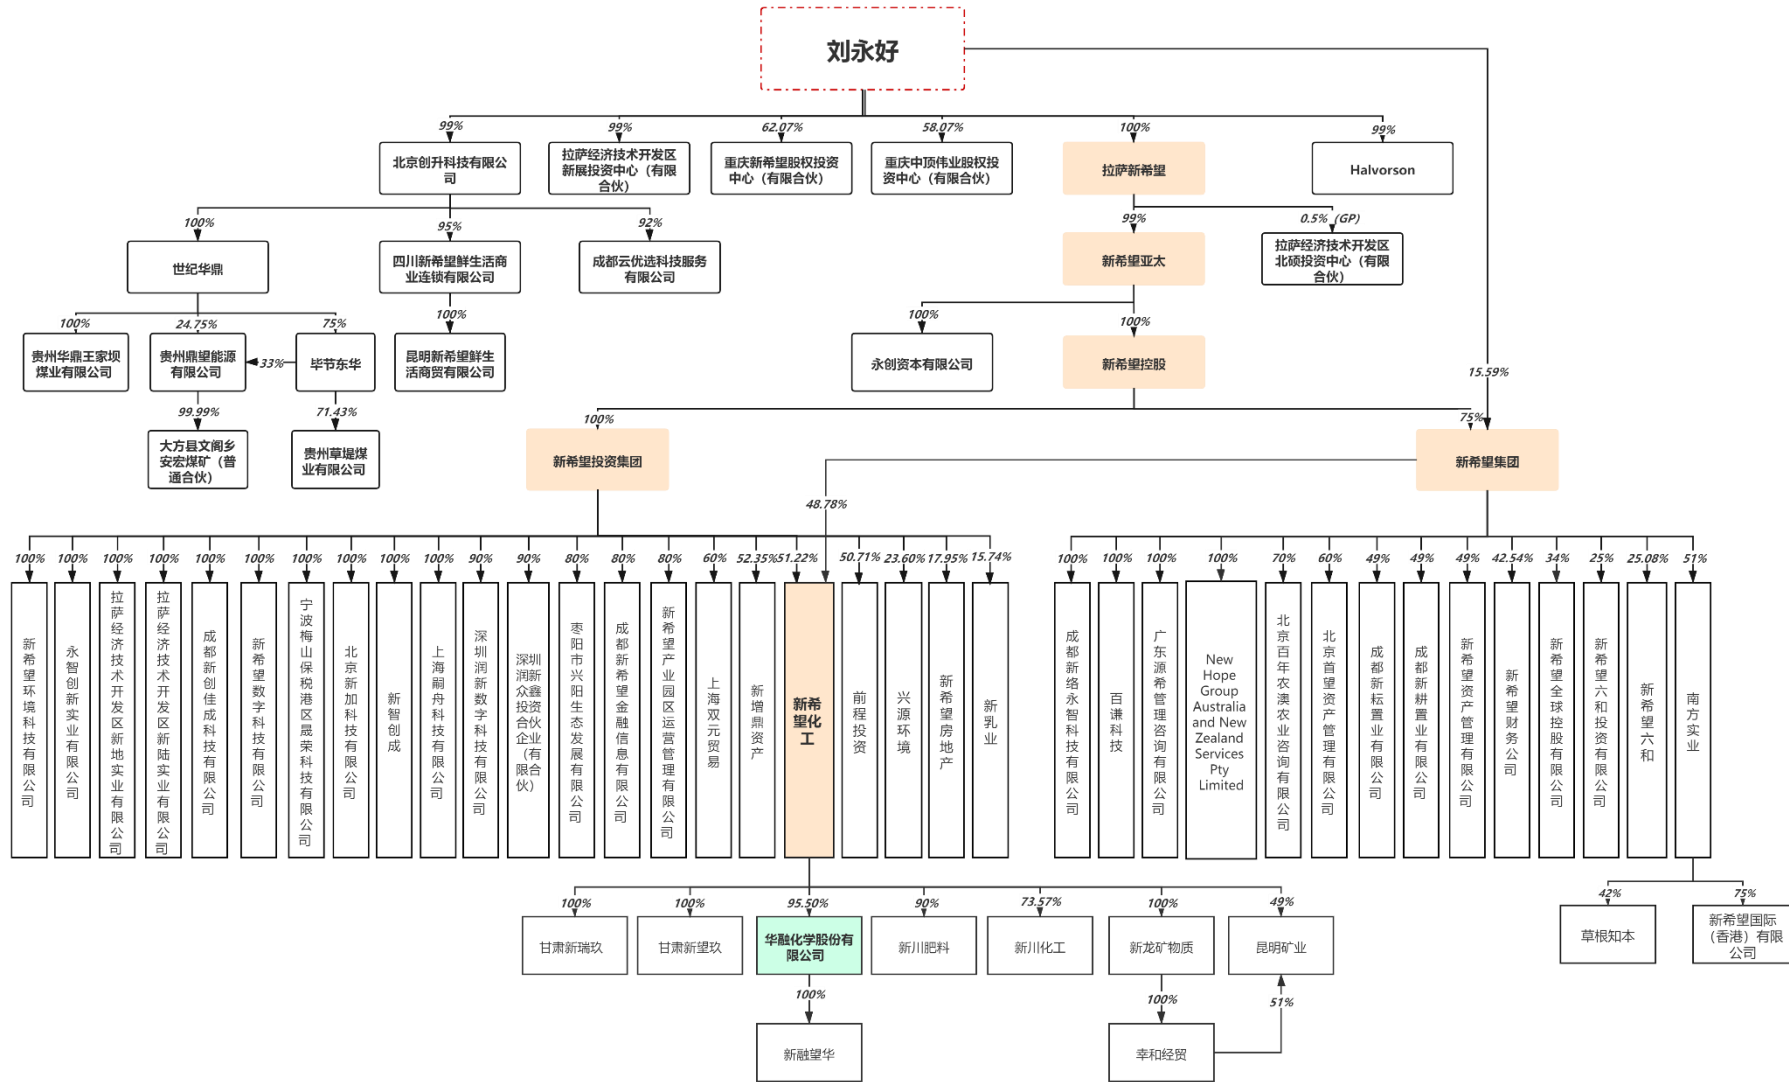 刘永好
99%
99%
62.07%
58.07%
100%
99%
北京创升科技有限公
司
拉萨经济技术开发区
新展投资中心（有限
合伙）
重庆新希望股权投资
中心（有限合伙）
重庆中顶伟业股权投
资中心（有限合伙）
拉萨新希望
Halvorson
100%
95%
92%
99%
0.5% (GP)
世纪华鼎
四川新希望鲜生活商
业连锁有限公司
成都云优选科技服务
有限公司
新希望亚太
拉萨经济技术开发区
北硕投资中心（有限
合伙）
100%
24.75%
75%
100%
100%
100%
贵州华鼎王家坝
煤业有限公司
贵州鼎望能源
有限公司
33%
毕节东华
昆明新希望鲜生
活商贸有限公司
永创资本有限公司
新希望控股
15.59%
99.99%
71.43%
100%
75%
大方县文阁乡
安宏煤矿（普
通合伙）
贵州草堤煤
业有限公司
新希望投资集团
新希望集团
48.78%
100%
100%
100%
100%
100%
100%
100%
100%
100%
100%
90%
90%
80%
80%
80%
60%
52.35%
51.22%
50.71%
23.60%
17.95%
15.74%
100%
100%
100%
100%
70%
60%
49%
49%
49%
42.54%
34%
25%
25.08%
51%
新希望环境科技有限公司
永智创新实业有限公司
拉萨经济技术开发区新地实业有限公司
拉萨经济技术开发区新陆实业有限公司
成都新创佳成科技有限公司
新希望数字科技有限公司
宁波梅山保税港区晟荣科技有限公司
北京新加科技有限公司
新智创成
上海嗣舟科技有限公司
深圳润新数字科技有限公司
深圳
润新
众鑫
投资
合伙
企业
（有
限合
伙）
枣阳市兴阳生态发展有限公司
成都新希望金融信息有限公司
新希望产业园区运营管理有限公司
上海双元贸易
新增鼎资产
新希
望化
工
前程投资
兴源环境
新希望房地产
新乳业
成都新络永智科技有限公司
百谦科技
广东源希管理咨询有限公司
New
Hope
Group
Australia
and New
Zealand
Services
Pty
Limited
北京百年农澳农业咨询有限公司
北京首望资产管理有限公司
成都新耘置业有限公司
成都新耕置业有限公司
新希望资产管理有限公司
新希望财务公司
新希望全球控股有限公司
新希望六和投资有限公司
新希望六和
南方实业
100%
100%
95.50%
90%
73.57%
100%
49%
42%
75%
甘肃新瑞玖
甘肃新望玖
华融化学股份有
限公司
新川肥料
新川化工
新龙矿物质
昆明矿业
草根知本
新希望国际
（香港）有限
公司
100%
100%
51%
新融望华
幸和经贸